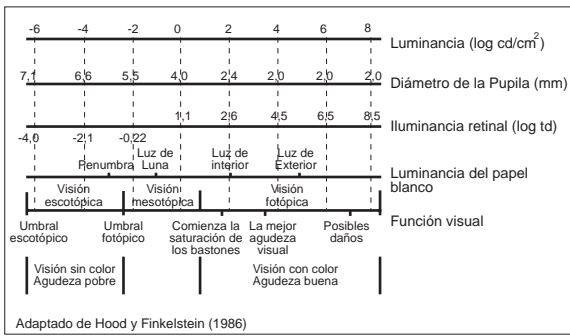 -6 -4 -2 0 2 4 6 8
Luminancia (log cd/cm2)
7,1 6,6 5,5 4,0 2,4 2,0 2,0 2,0
Diámetro de la Pupila (mm)
1,1 2,6 4,5 6,5 8,5
Iluminancia retinal (log td)
-4,0 -2,1 -0,22
Penumbra
Luz de
Luna
Luz de
interior
Luz de
Exterior
Luminancia del papel
blanco
Visión
escotópica
Visión
mesotópica
Visión
fotópica
Función visual
Umbral
escotópico
Umbral
fotópico
Comienza la
saturación de
los bastones
La mejor
agudeza
visual
Posibles
daños
Visión sin color
Agudeza pobre
Visión con color
Agudeza buena
Adaptado de Hood y Finkelstein (1986)